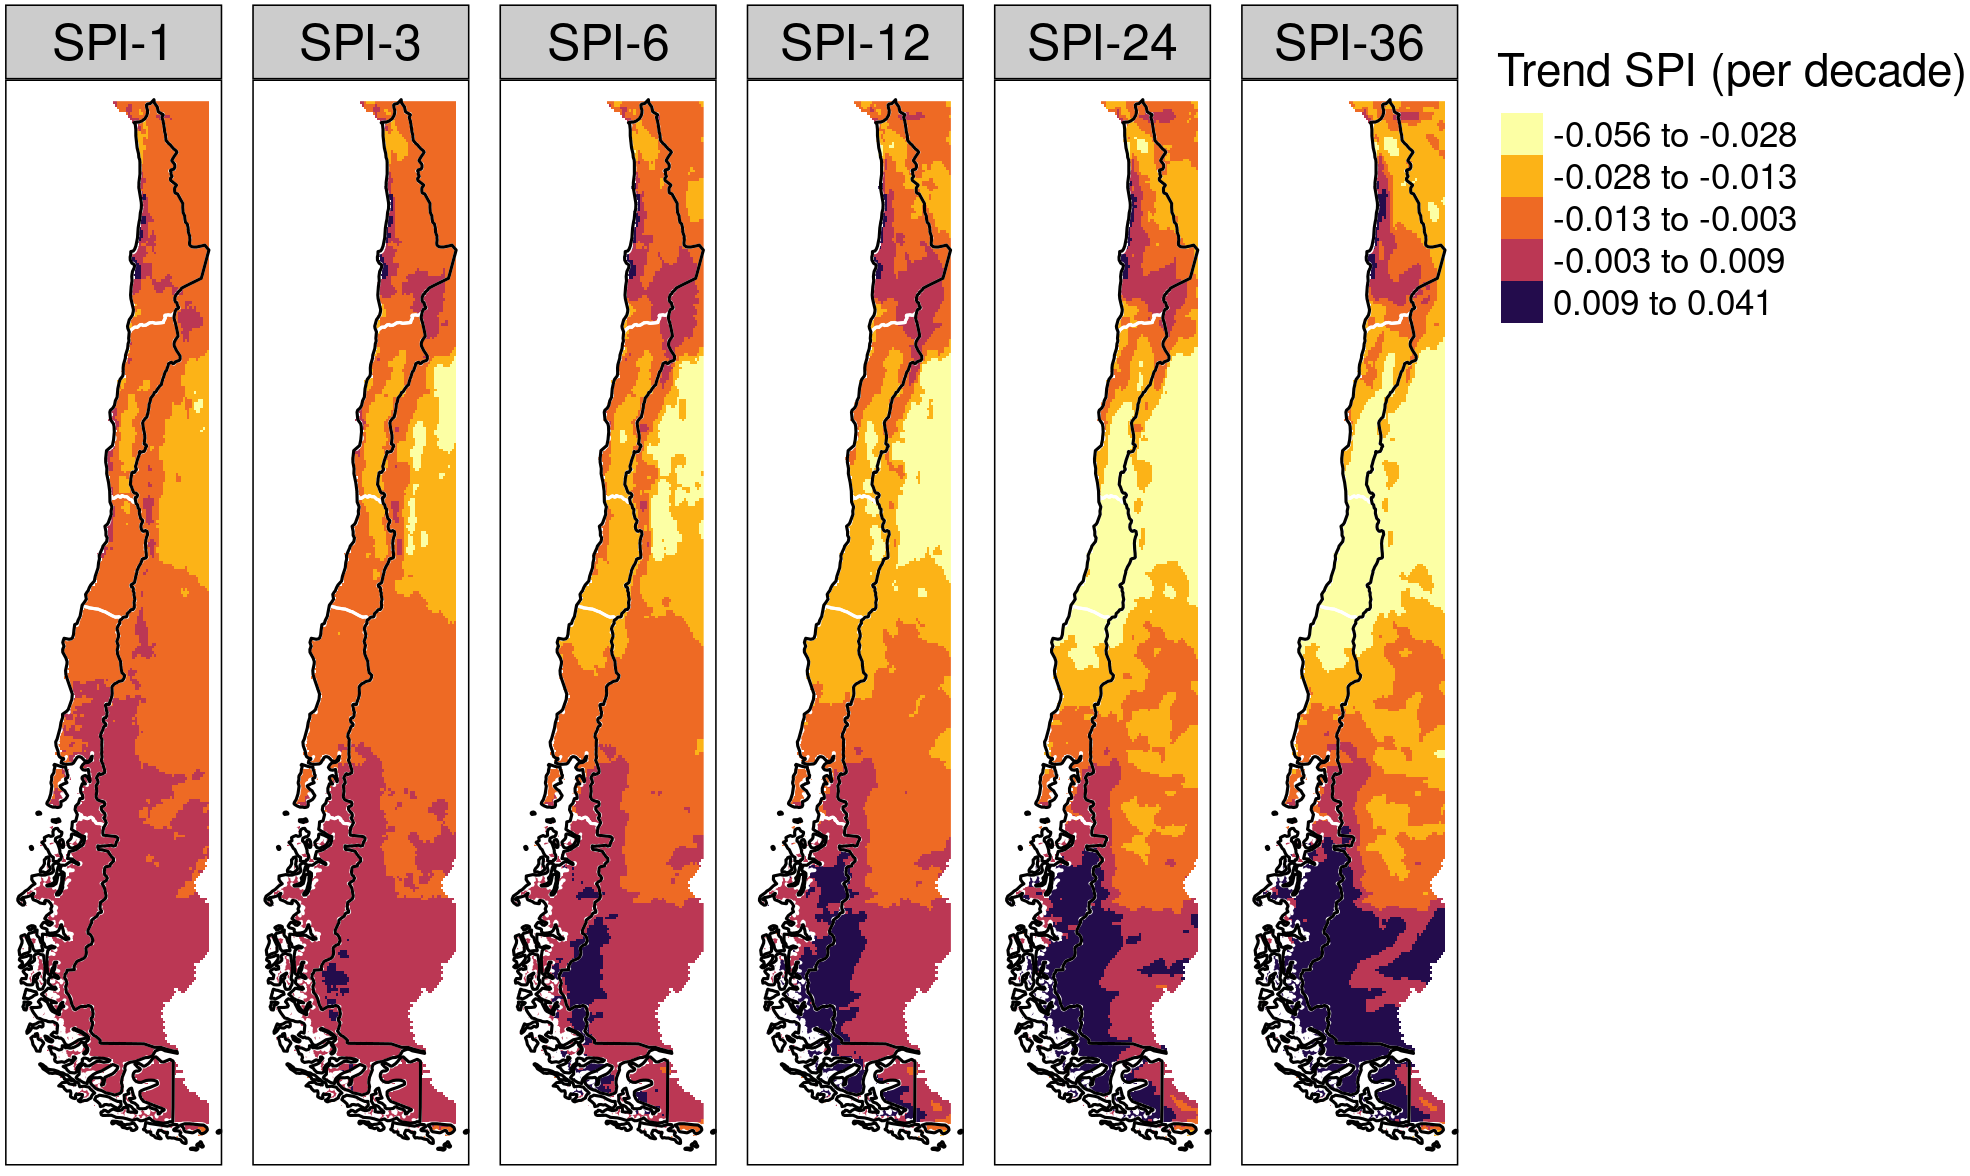 SPI-1
SPI-3
SPI-6
SPI-12
SPI-24
SPI-36
Trend SPI (per decade)
-0.056 to -0.028
-0.028 to -0.013
-0.013 to -0.003
-0.003 to 0.009
0.009 to 0.041